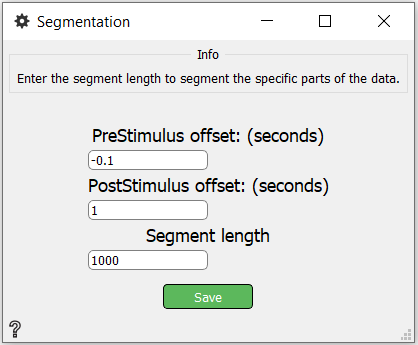 Segmentation
Info
Enter the segment length to segment the specific parts of the data.
PreStimulus offset: (seconds)
-0.1
PostStimulus offset: (seconds)
1
Segment length
1000
Save
?